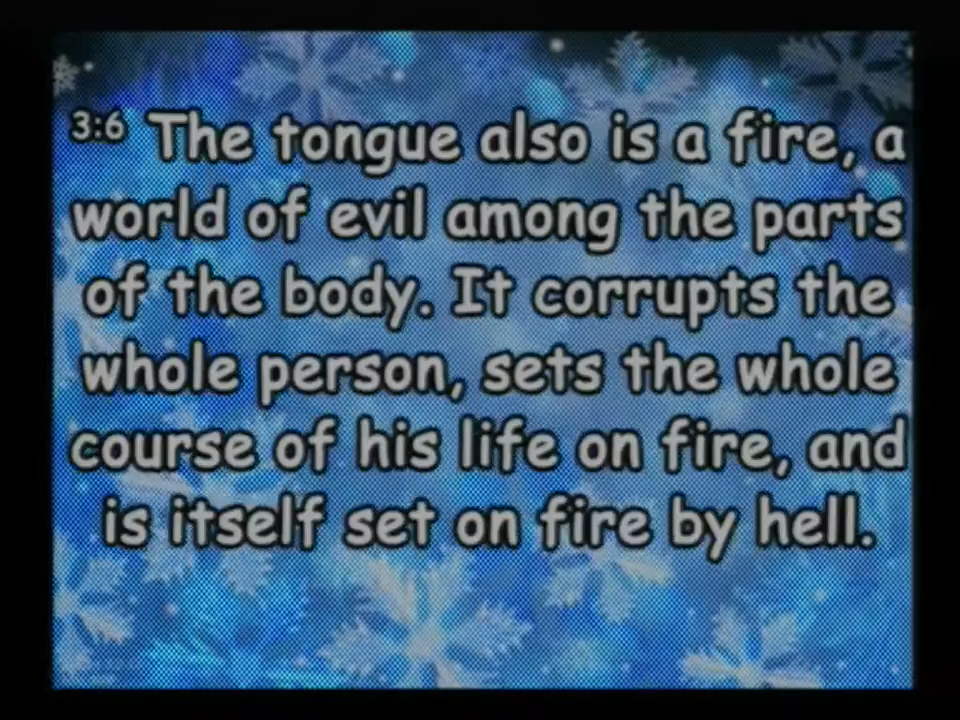 3:6 The tongue also is a fire, a
world of evil among the parts
of the body. It corrupts the
whole person, sets the whole
course of his life on fire, and
is itself set on fire by hell.